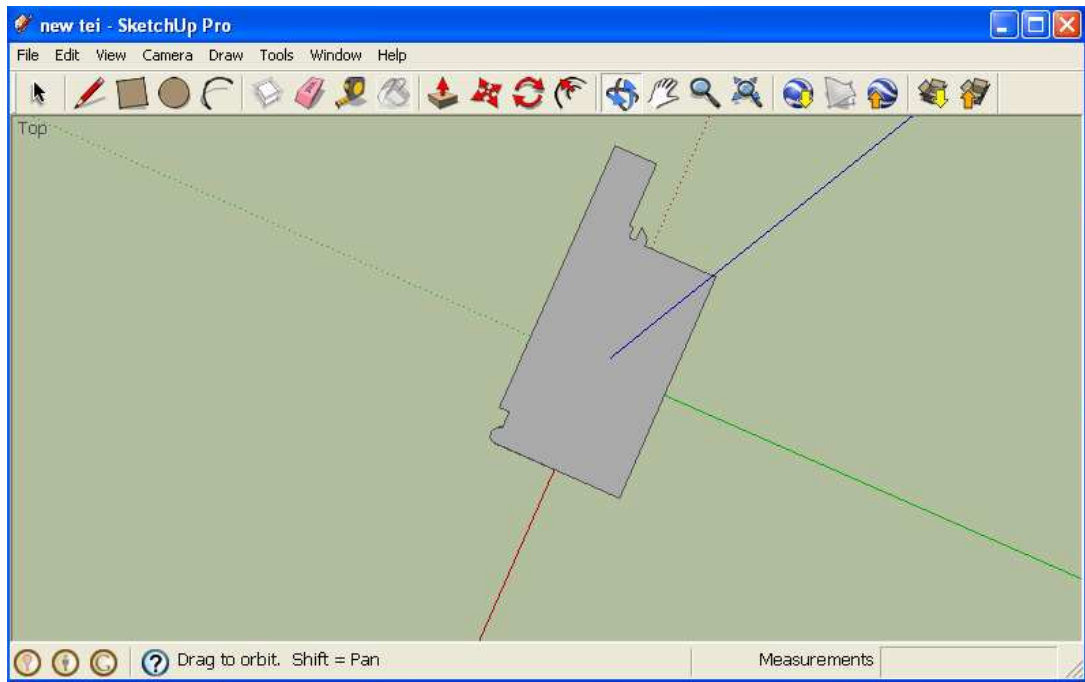 new tei - SketchUp Pro
File Edit View Camera Draw Tools Window Help
Top
Drag to orbit. Shift = Pan
Measurements